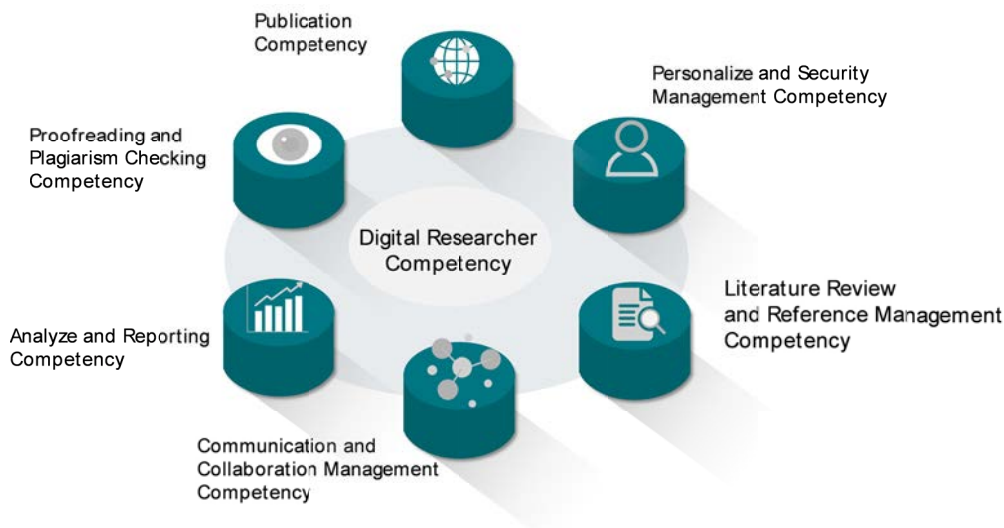 Publication
Competency
Personalize and Security
Management Competency
Proofreading and
Plagiarism Checking
Competency
Digital Researcher
Competency
Literature Review
and Reference Management
Competency
Analyze and Reporting
Competency
Communication and
Collaboration Management
Competency